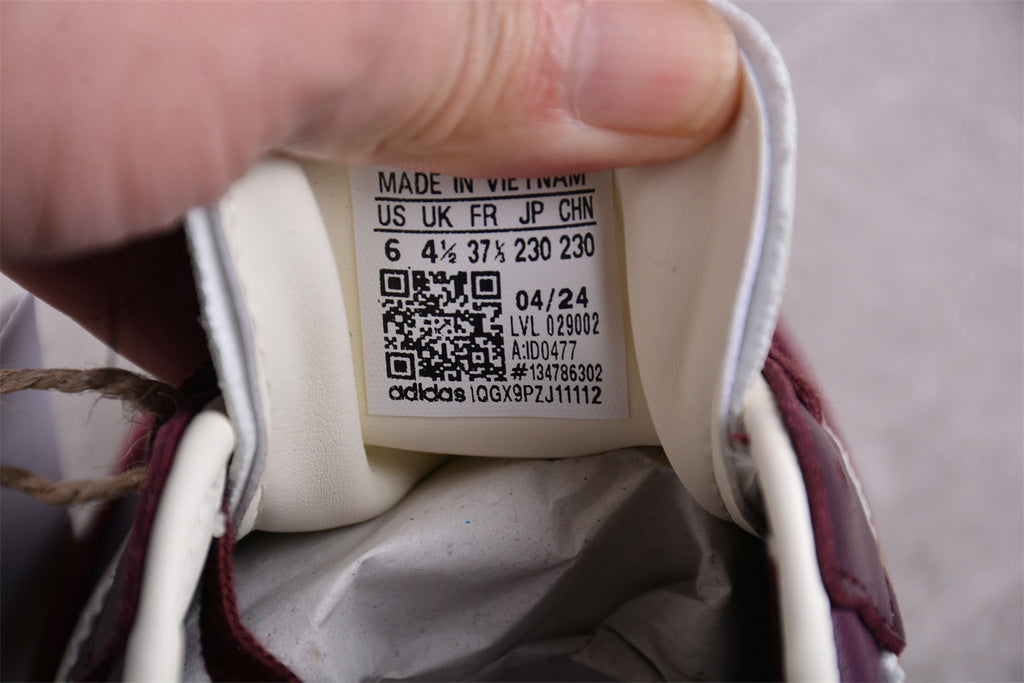 MADE IN VIETNAM
US UK FR JP CHN
6 4½ 37⅓ 230 230
04/24
LVL 029002
A:ID0477
#134786302
adidas 1QGX9PZJ11112